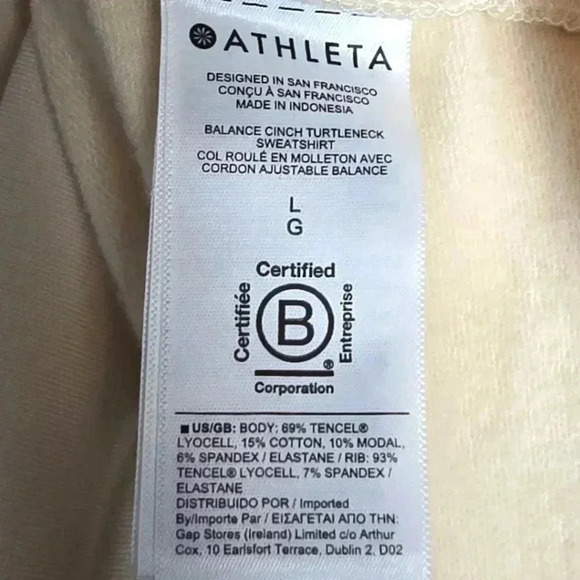 ATHLETA
DESIGNED IN SAN FRANCISCO
CONÇU À SAN FRANCISCO
MADE IN INDONESIA
BALANCE CINCH TURTLENECK
SWEATSHIRT
COL ROULÉ EN MOLLETON AVEC
CORDON AJUSTABLE BALANCE
L
G
Certified
Certifiée
B
Entreprise
®
Corporation
US/GB: BODY: 69% TENCEL®
LYOCELL, 15% COTTON, 10% MODAL,
6% SPANDEX / ELASTANE / RIB: 93%
TENCEL® LYOCELL, 7% SPANDEX /
ELASTANE
DISTRIBUIDO POR / Imported
By/Importe Par / ΕΙΣΑΓΕΤΑΙ ΑΠΟ ΤΗΝ:
Gap Stores (Ireland) Limited c/o Arthur
Cox, 10 Earlsfort Terrace, Dublin 2, D02